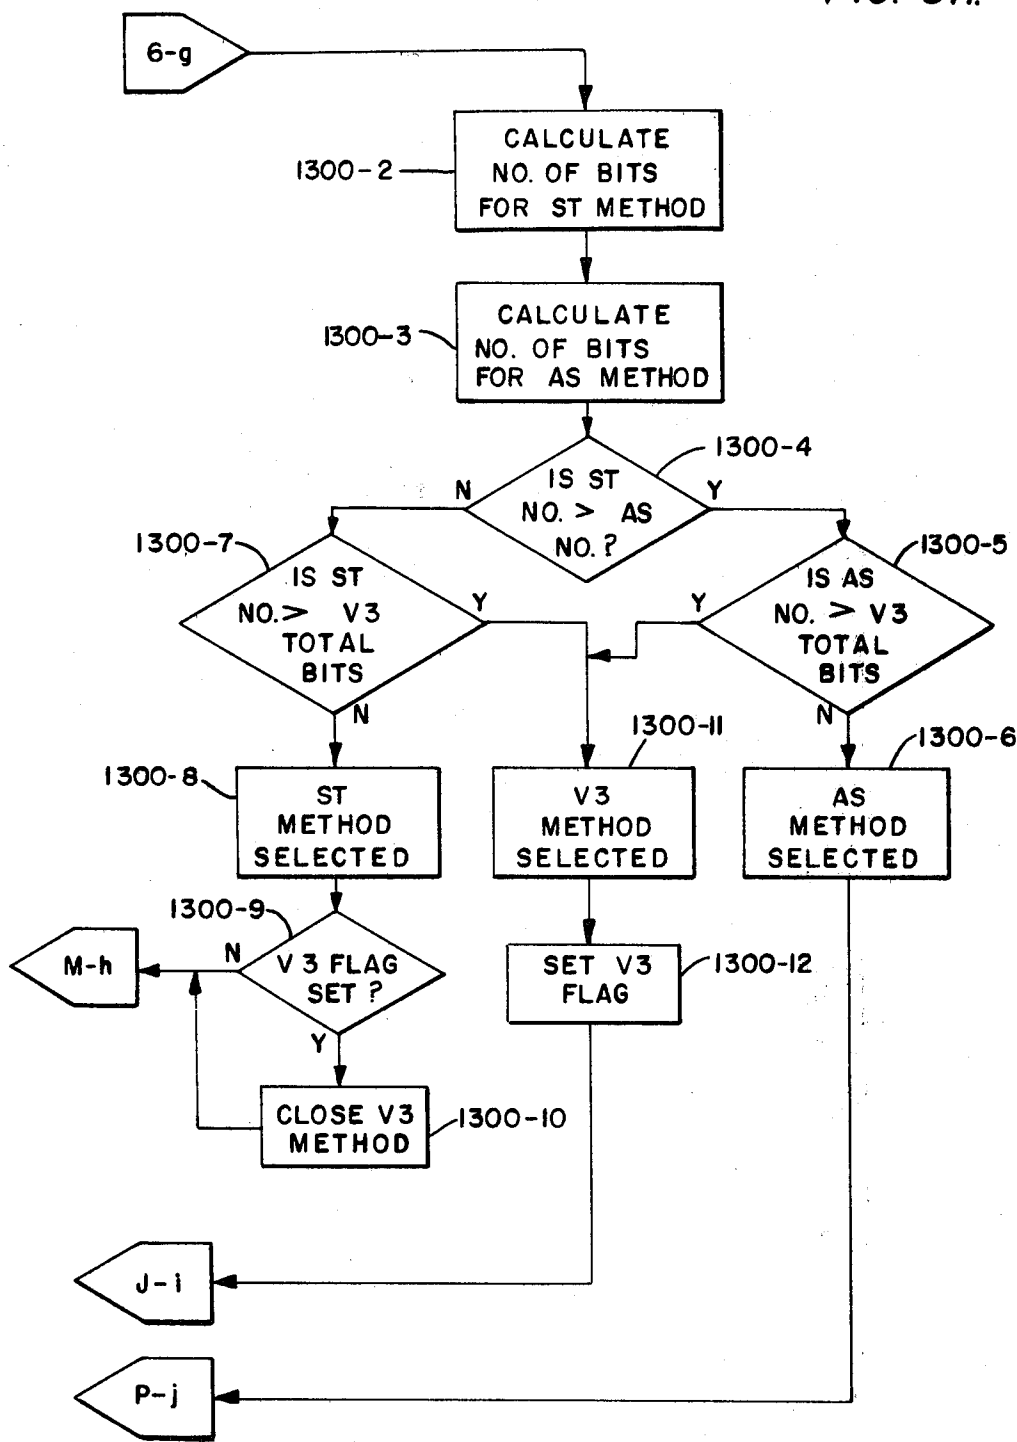 6-g
CALCULATE
1300-2
NO. OF BITS
FOR ST METHOD
CALCULATE
1300-3
NO. OF BITS
FOR AS METHOD
1300-4
N
IS ST
Y
NO. > AS
NO. ?
1300-7
1300-5
IS ST
NO. > V3
TOTAL
BITS
Y
N
Y
IS AS
NO. > V3
TOTAL
BITS
N
1300-8
ST
METHOD
SELECTED
1300-11
V3
METHOD
SELECTED
1300-6
AS
METHOD
SELECTED
1300-9
M-h
N
V3 FLAG
SET ?
Y
SET V3
FLAG
1300-12
CLOSE V3
METHOD
1300-10
J-i
P-j